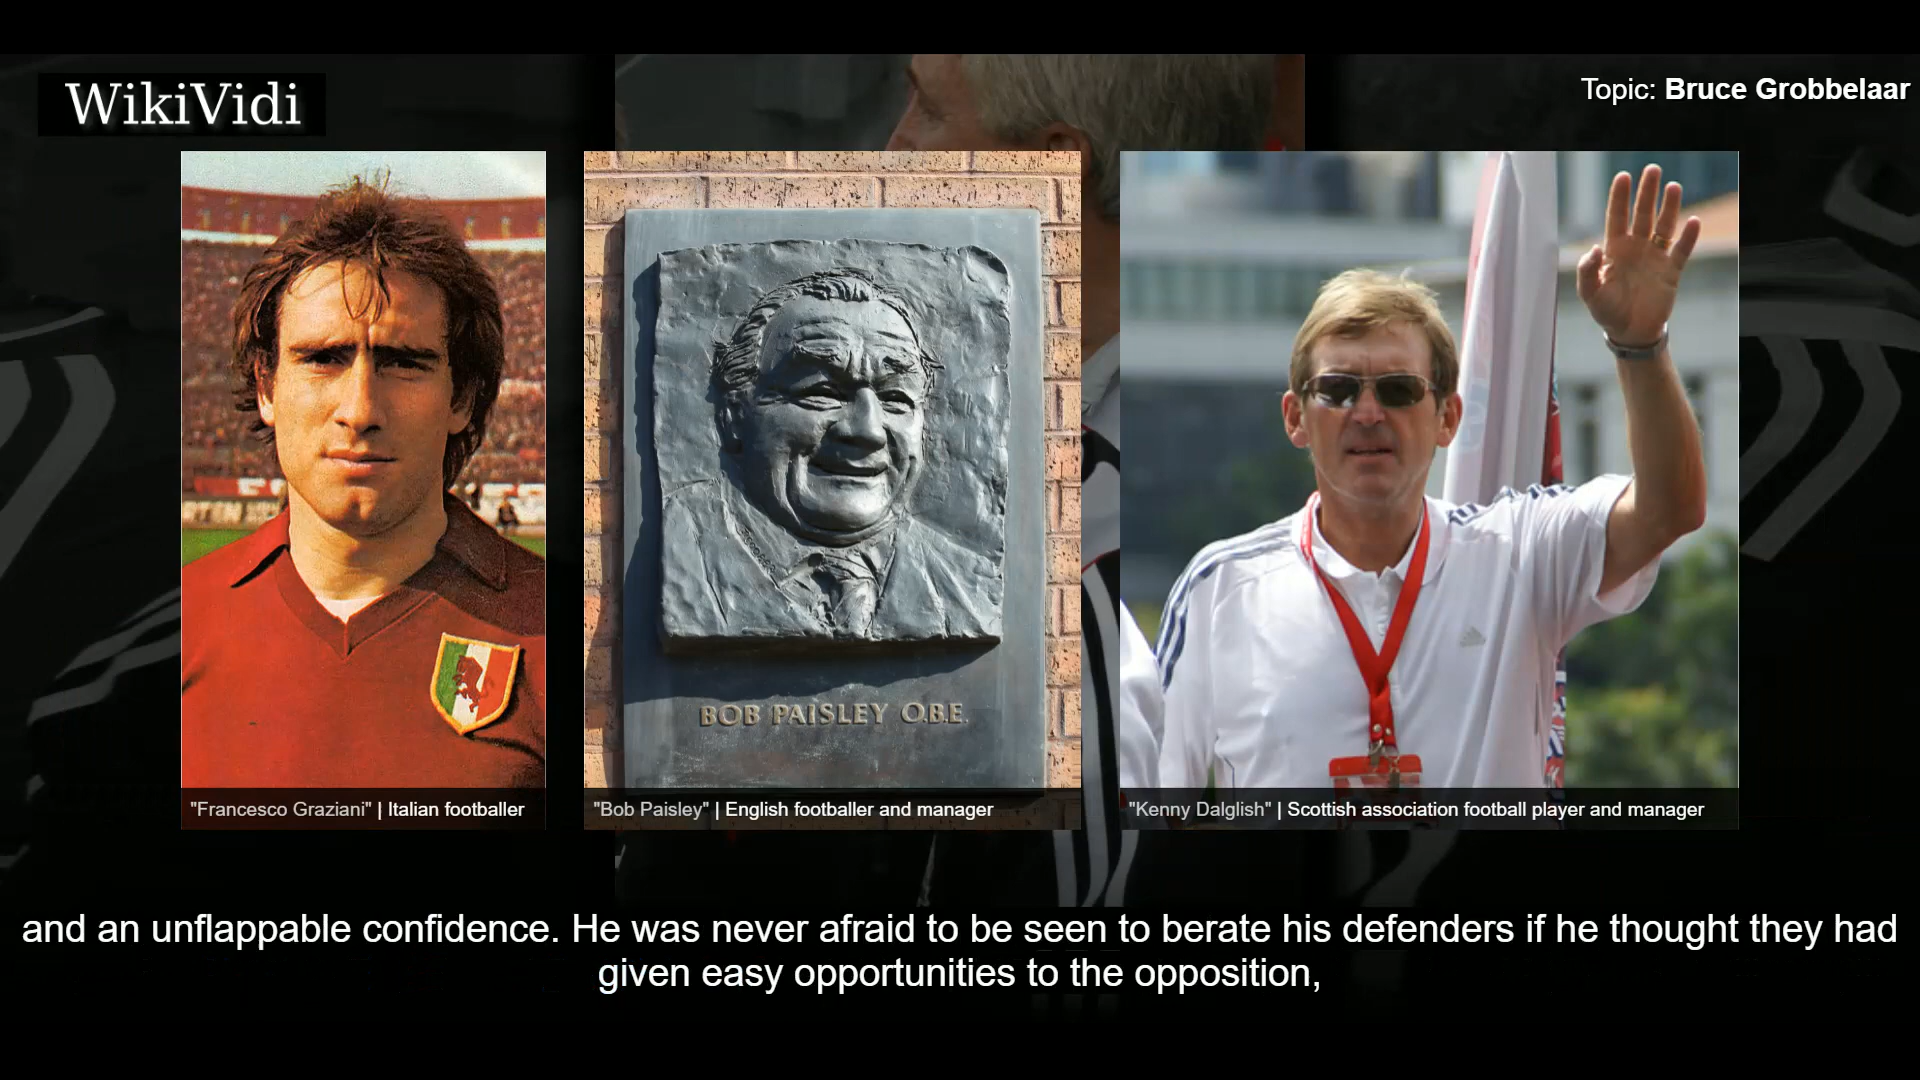 WikiVidi
Topic: Bruce Grobbelaar
BOB PAISLEY O.B.E.
"Francesco Graziani" | Italian footballer
"Bob Paisley" | English footballer and manager
"Kenny Dalglish" | Scottish association football player and manager
and an unflappable confidence. He was never afraid to be seen to berate his defenders if he thought they had
given easy opportunities to the opposition,